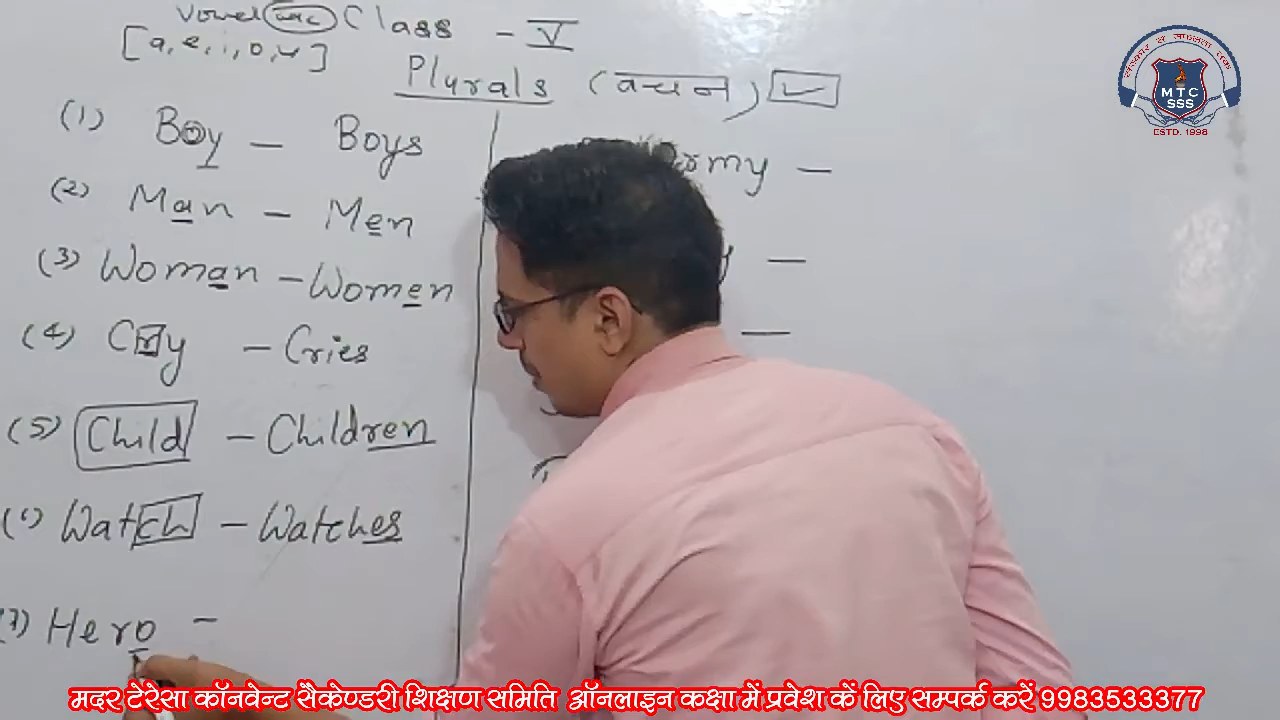 vowel Class - V
[a, e, i, o, u]
Plurals (वचन)
(1) Boy - Boys
(2) Man - Men
(3) Woman - Women
(4) Cry - Cries
(5) Child - Children
(6) Watch - Watches
(7) Hero -
rmy -
-
-
MTC
SSS
ESTD. 1998
मदर टेरेसा कॉनवेन्ट सैकेण्डरी शिक्षण समिति ऑनलाइन कक्षा में प्रवेश कें लिए सम्पर्क करें 9983533377